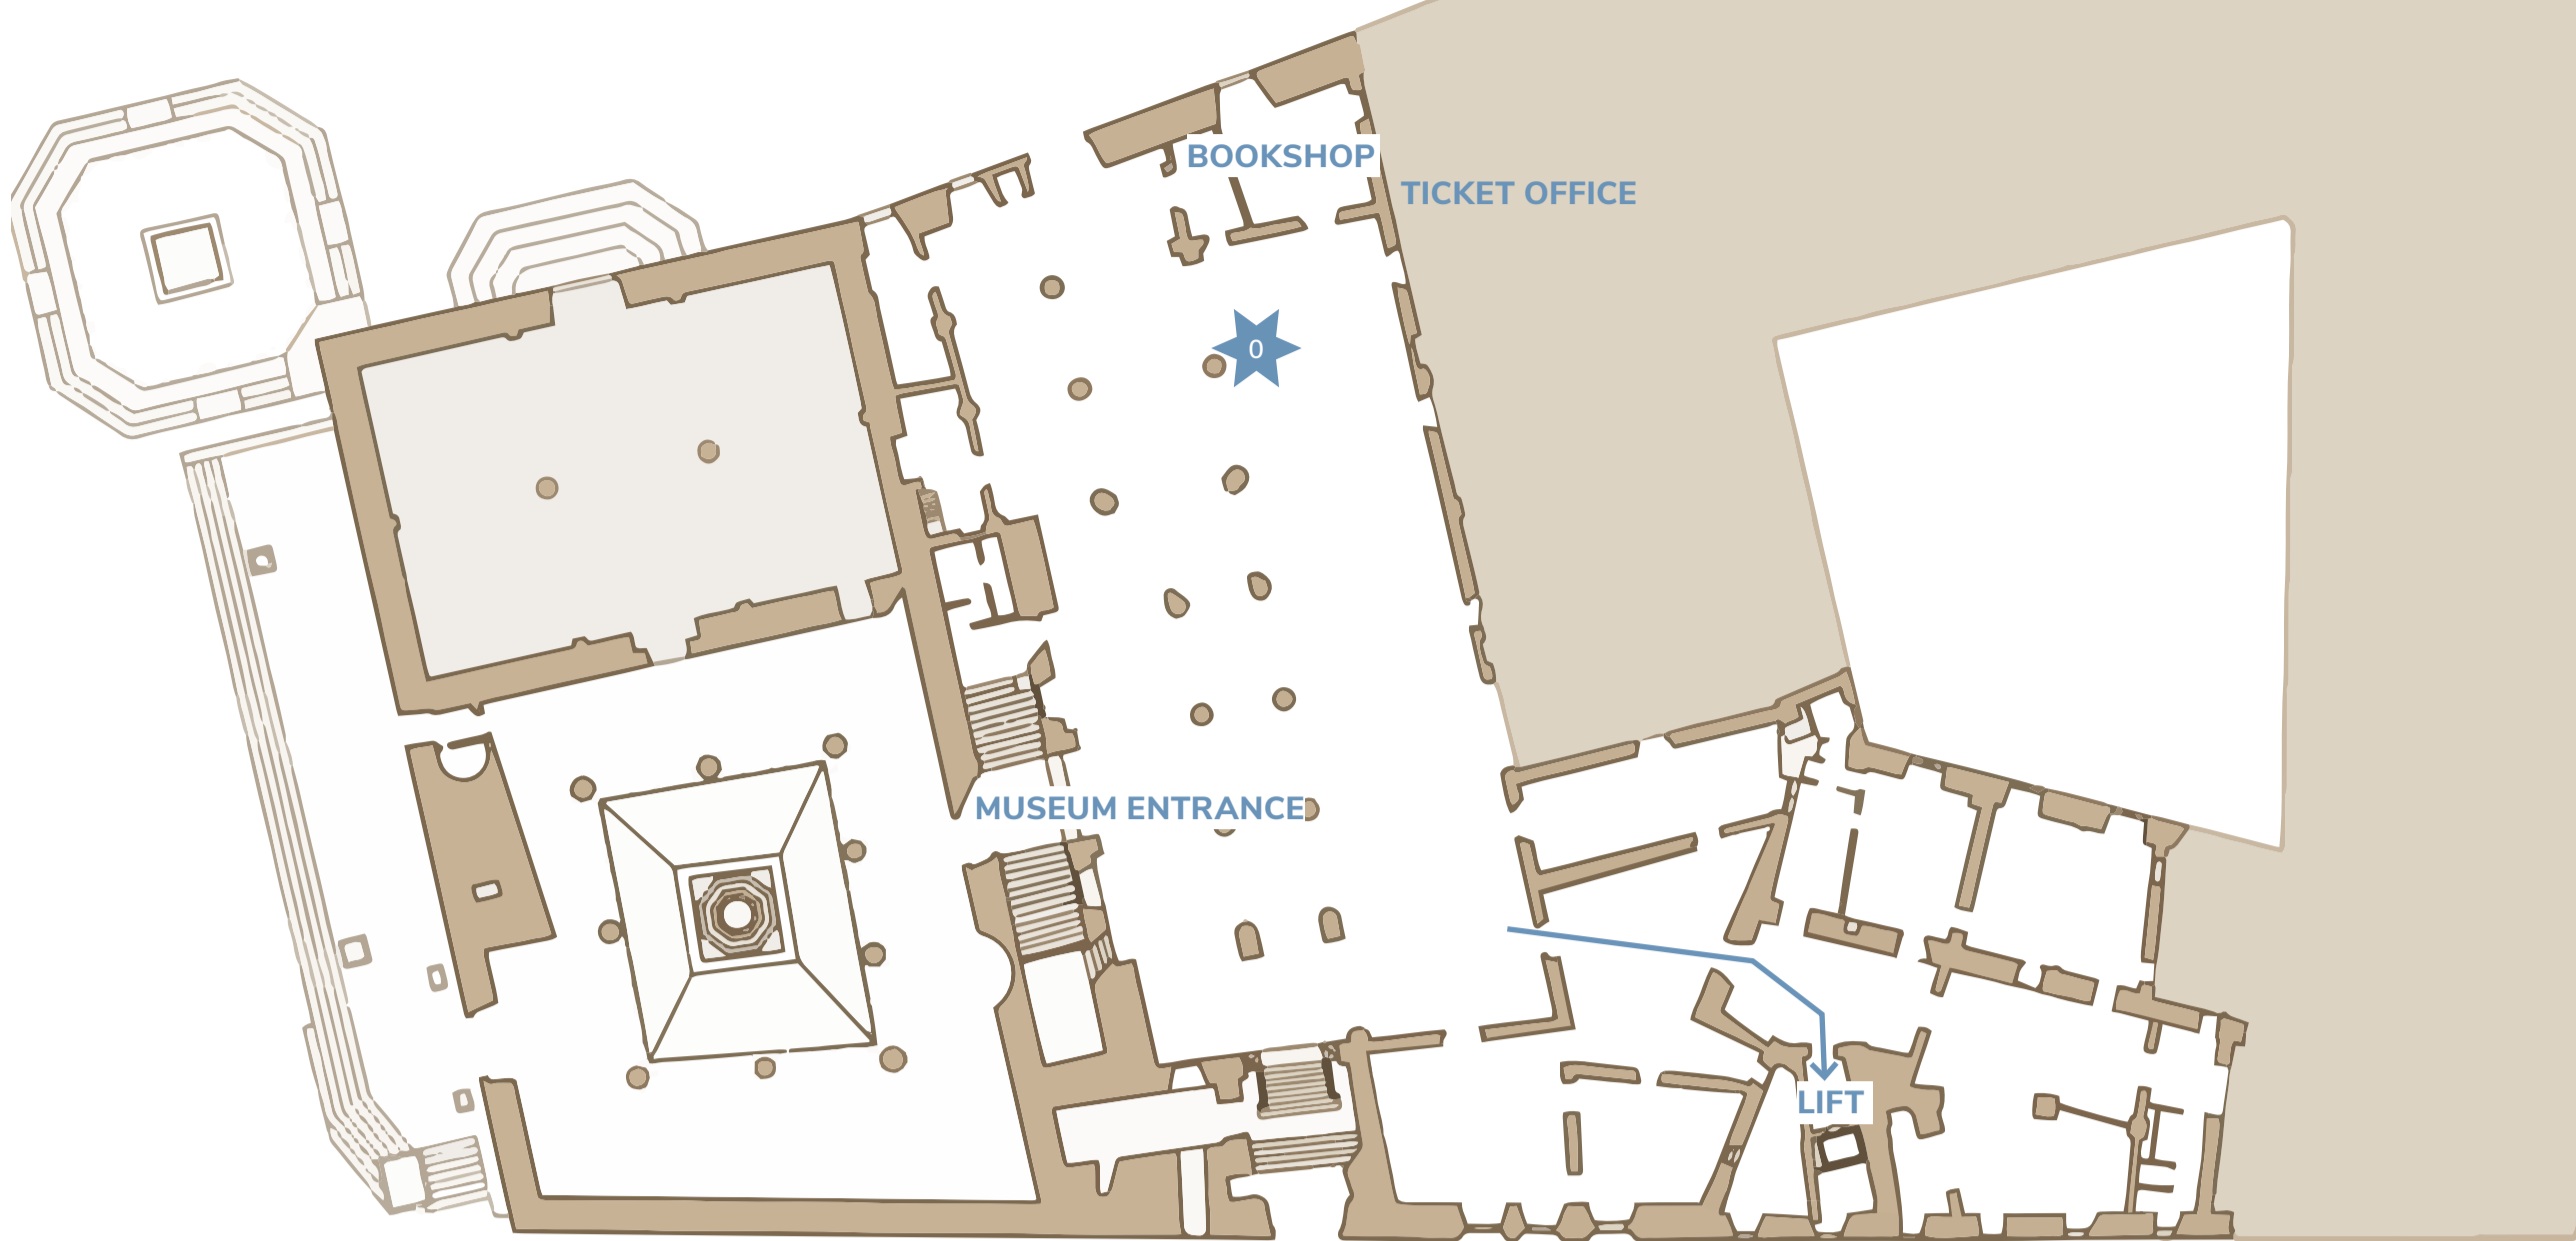 BOOKSHOP
TICKET OFFICE
0
MUSEUM ENTRANCE
LIFT